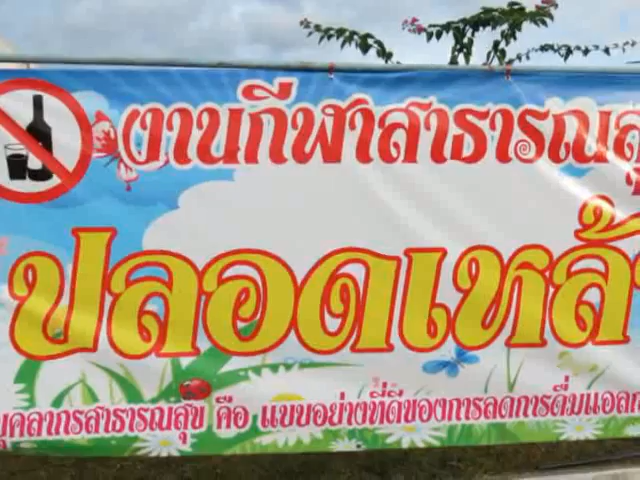 งานกีฬาสาธารณสุ
ปลอดเหล้
บุคลากรสาธารณสุข คือ แบบอย่างที่ดีของการลดการดื่มแอลก